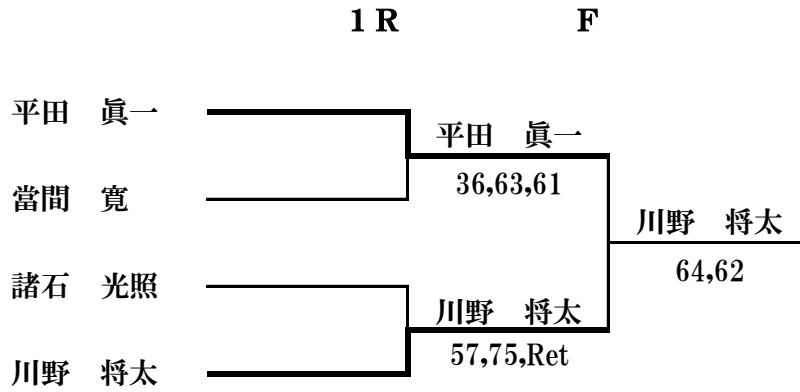 1 R F
平田 眞一
平田 眞一
36,63,61
當間 寛
川野 将太
64,62
諸石 光照
川野 将太
57,75,Ret
川野 将太